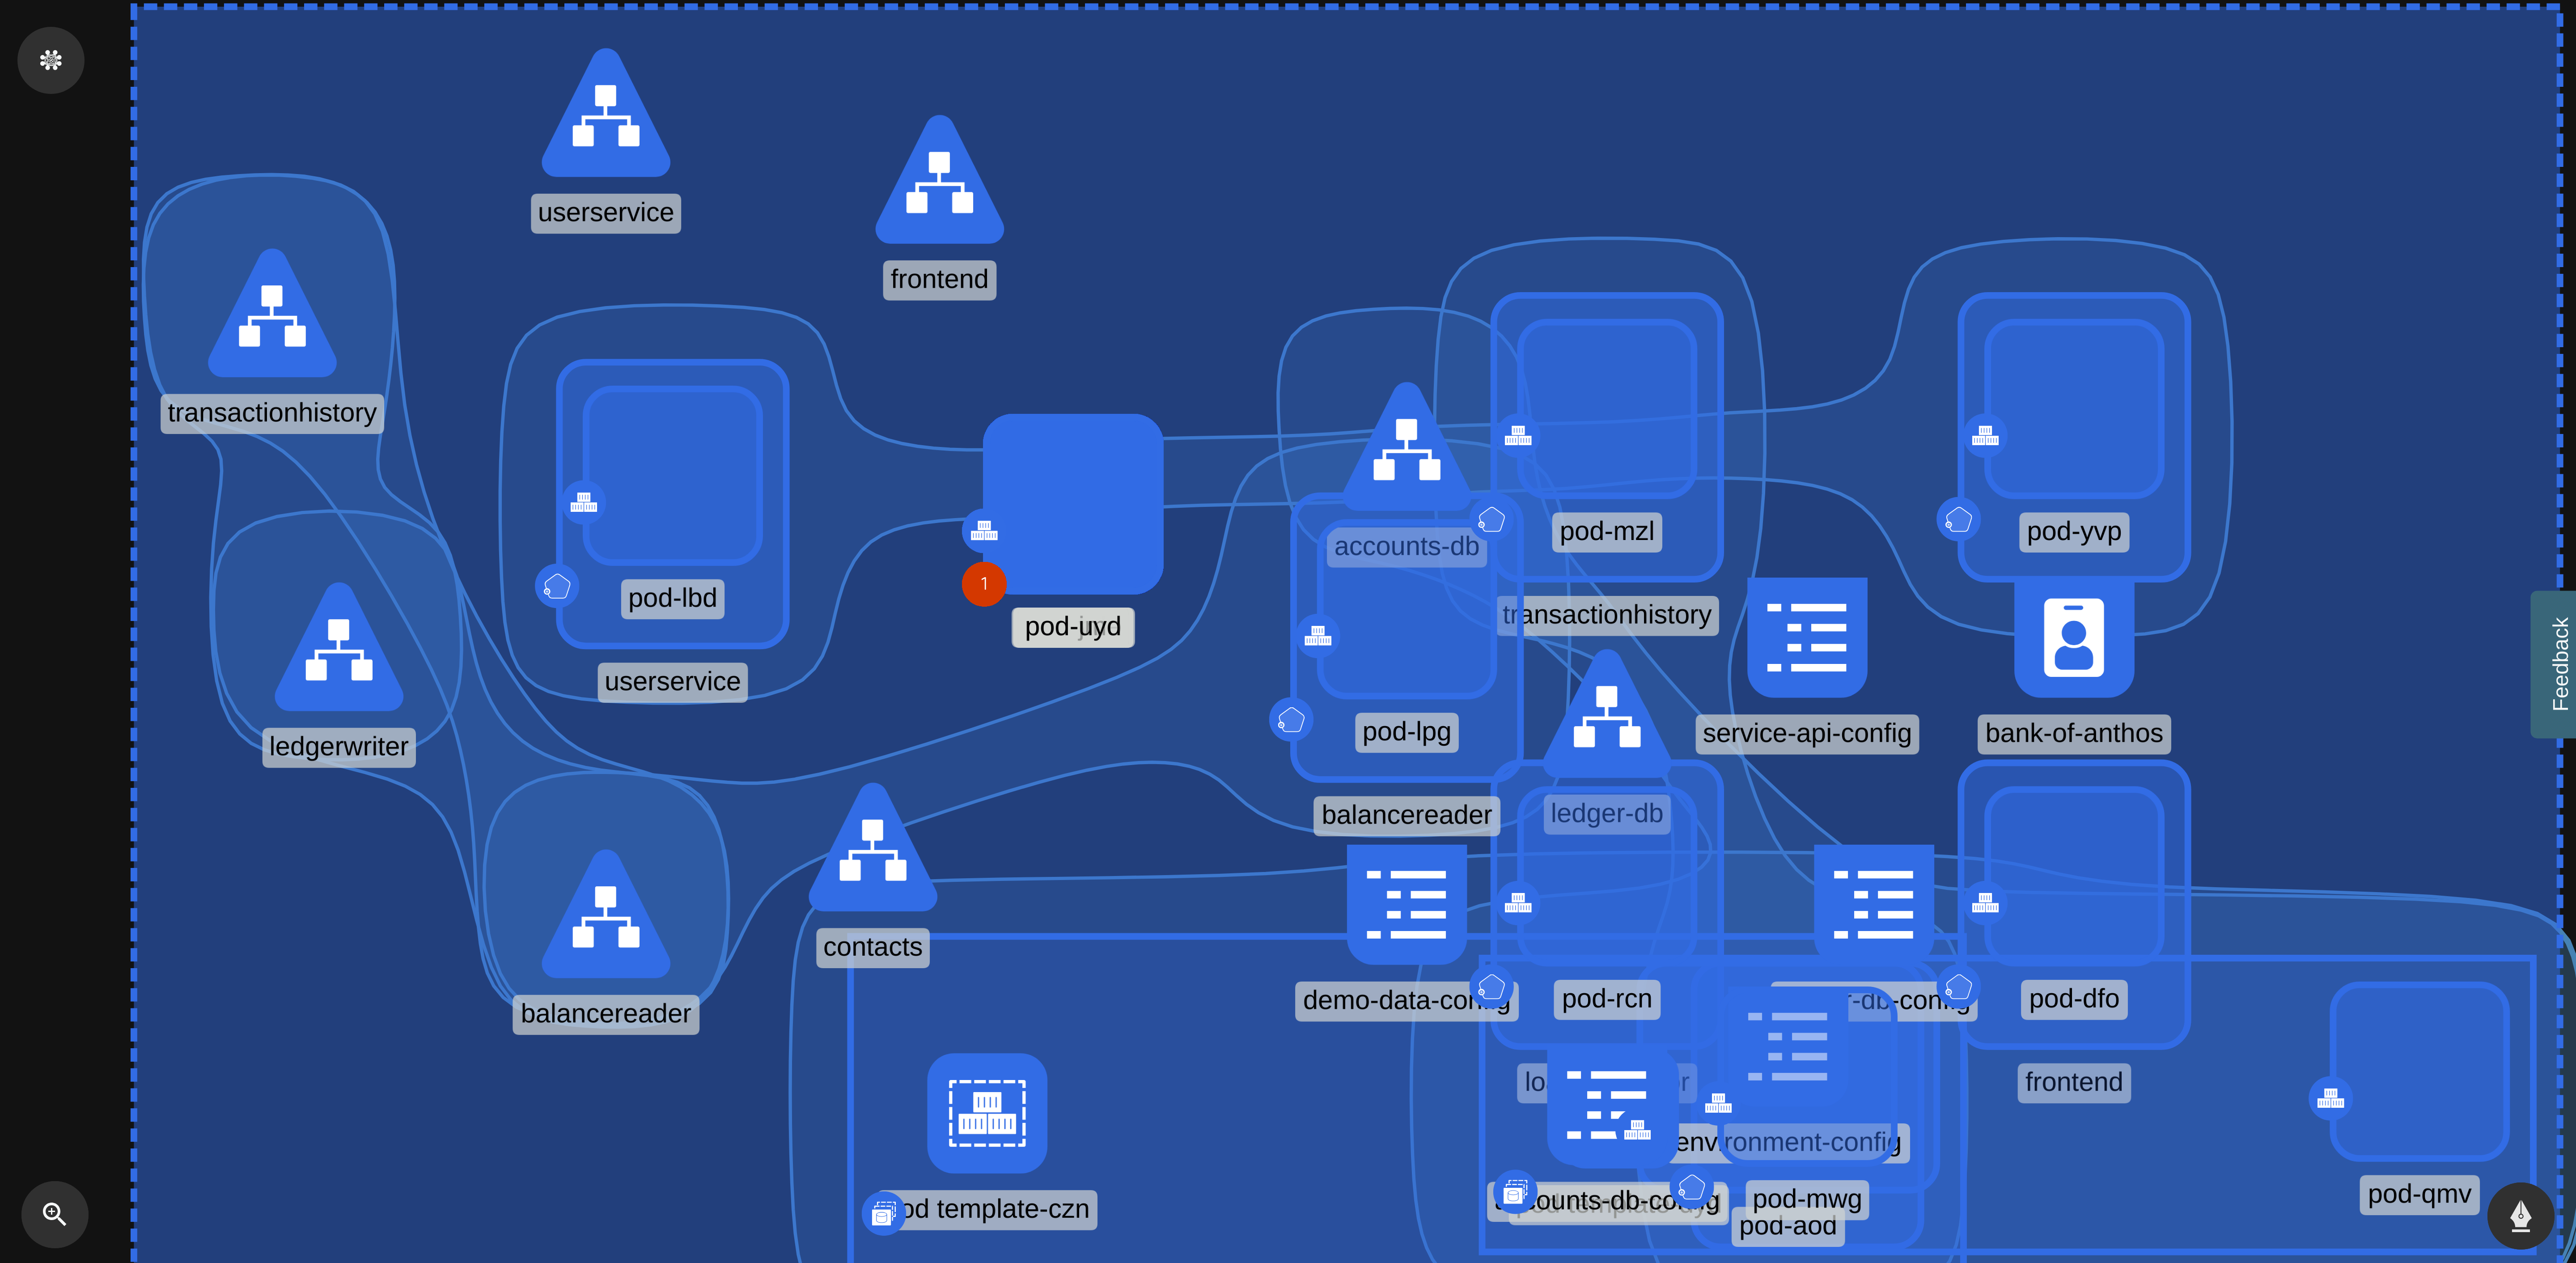 userservice
frontend
transactionhistory
accounts-db
pod-mzl
pod-yvp
pod-lbd
1
pod-uyd
transactionhistory
userservice
ledgerwriter
pod-lpg
service-api-config
bank-of-anthos
balancereader
ledger-db
contacts
demo-data-config
pod-rcn
r-db-config
pod-dfo
balancereader
frontend
environment-config
pod template-czn
counts-db-config
pod-mwg
pod-aod
pod-qmv
Feedback